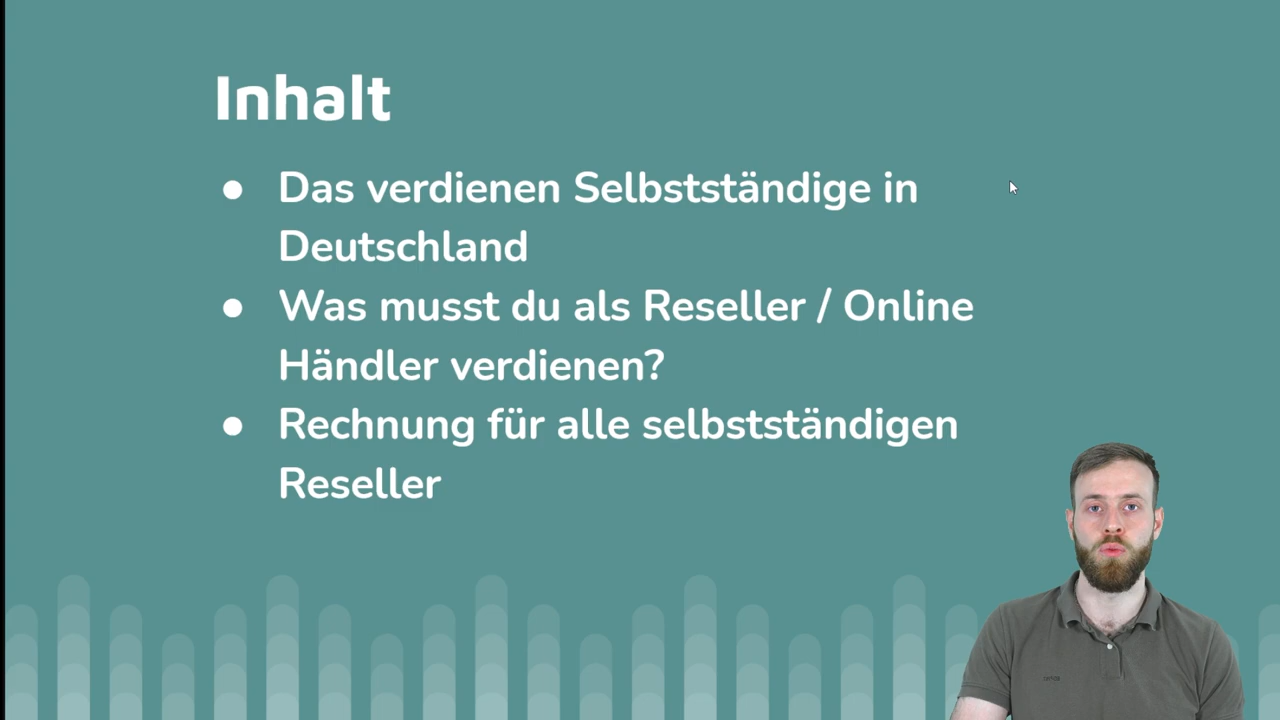 Inhalt
● Das verdienen Selbstständige in
Deutschland
● Was musst du als Reseller / Online
Händler verdienen?
● Rechnung für alle selbstständigen
Reseller